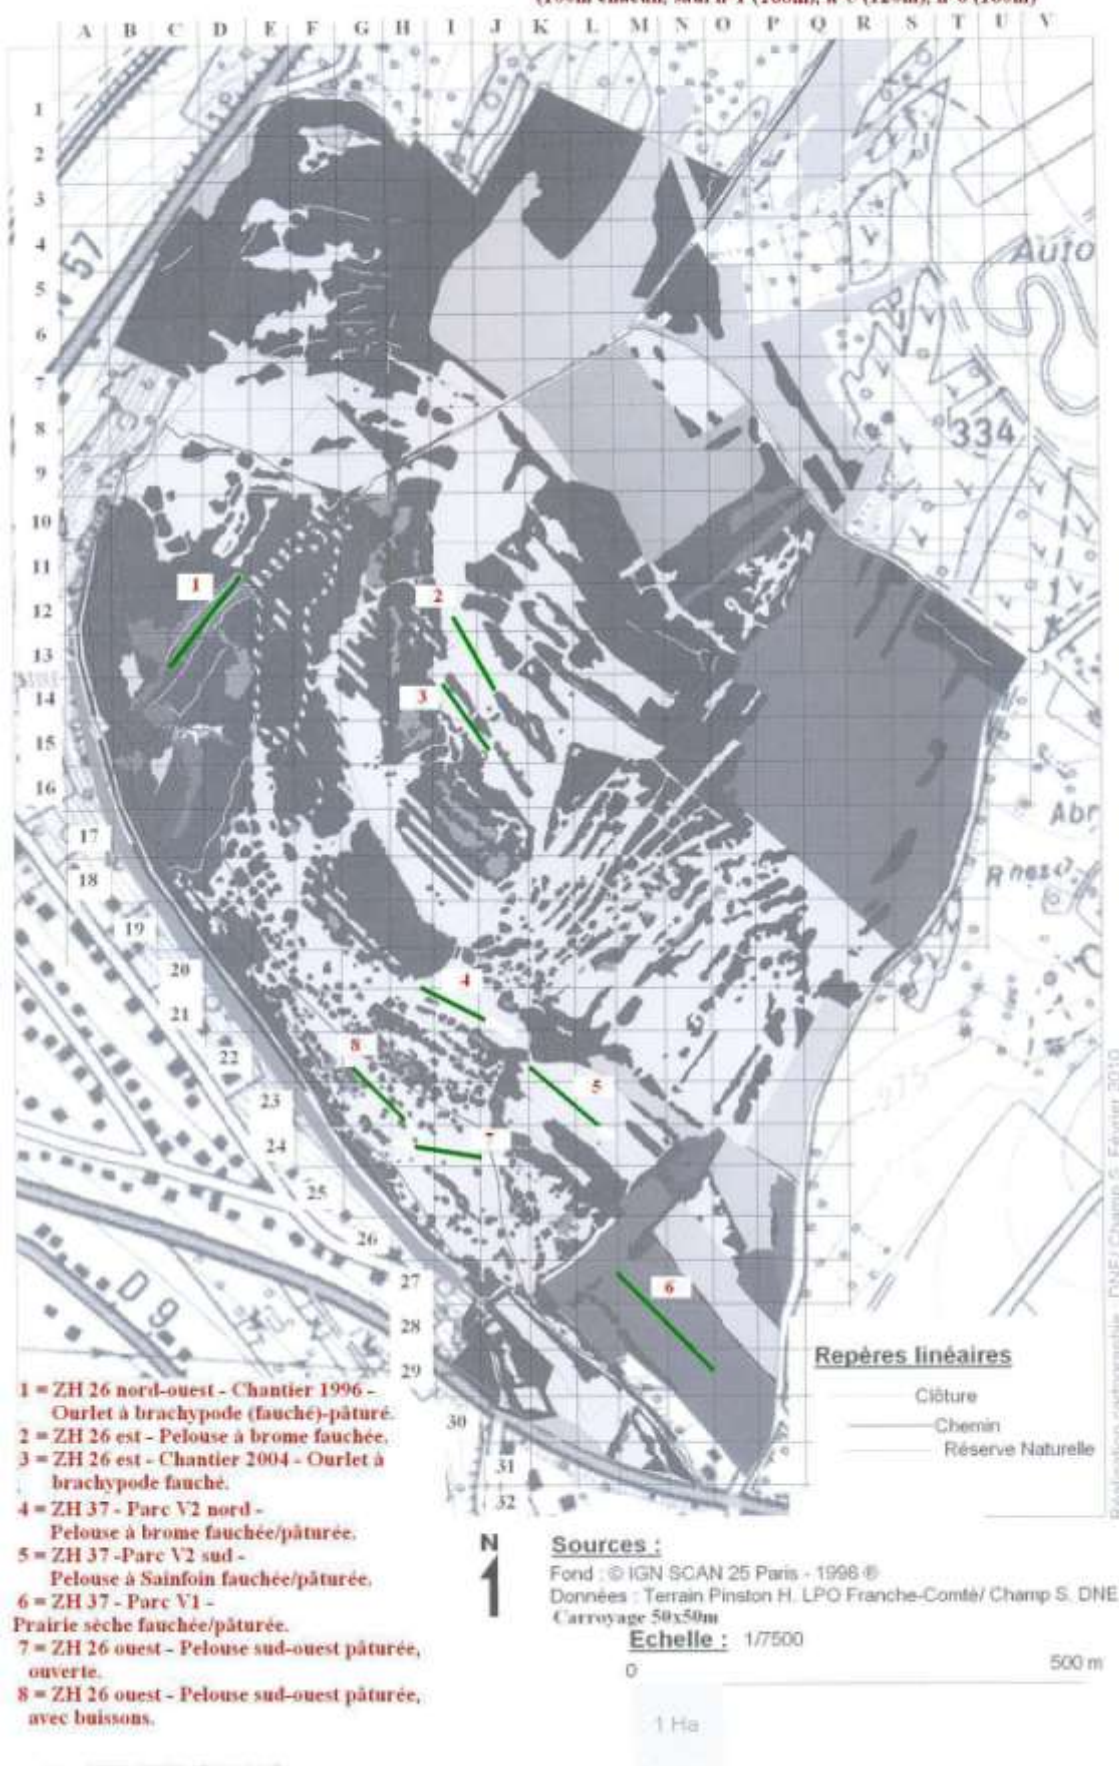 A B C D E F G H I J K L M N O P Q R S T U V
1
2
3
4
5
6
7
8
9
10
11
12
13
14
15
16
17
18
19
20
21
22
23
24
25
26
27
28
29
30
31
32
57
Auto
334
Abr
D 9
1
2
3
4
5
6
8
Repères linéaires
Clôture
Chemin
Réserve Naturelle
1 = ZH 26 nord-ouest - Chantier 1996 -
Ourlet à brachypode (fauché)-pâturé.
2 = ZH 26 est - Pelouse à brome fauchée.
3 = ZH 26 est - Chantier 2004 - Ourlet à
brachypode fauché.
4 = ZH 37 - Parc V2 nord -
Pelouse à brome fauchée/pâturée.
5 = ZH 37 -Parc V2 sud -
Pelouse à Sainfoin fauchée/pâturée.
6 = ZH 37 - Parc V1 -
Prairie sèche fauchée/pâturée.
7 = ZH 26 ouest - Pelouse sud-ouest pâturée,
ouverte.
8 = ZH 26 ouest - Pelouse sud-ouest pâturée,
avec buissons.
N
Sources :
Fond : © IGN SCAN 25 Paris - 1998 ®
Données : Terrain Pinston H. LPO Franche-Comté/ Champ S. DNE
Carroyage 50x50m
Echelle : 1/7500
0 500 m
1 Ha